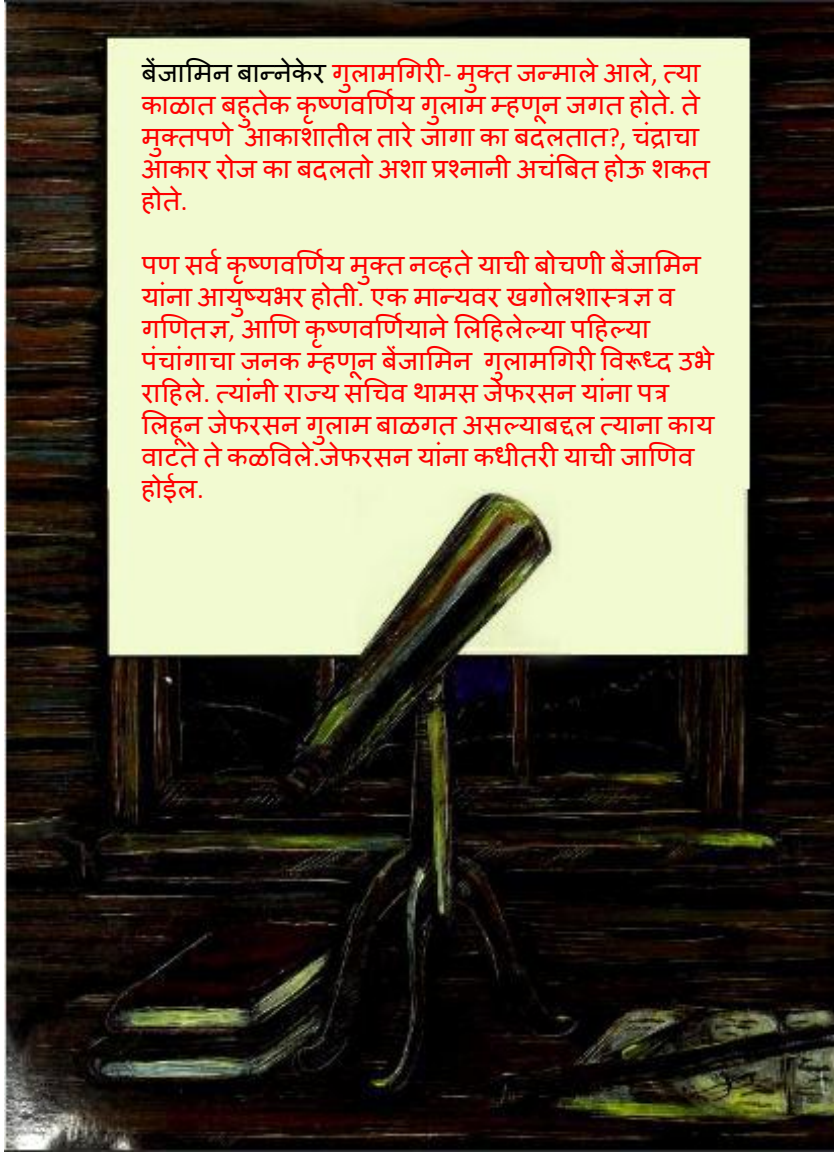 बेंजामिन बान्नेकेर गुलामगिरी- मुक्त जन्माले आले, त्या
काळात बहुतेक कृष्णवर्णिय गुलाम म्हणून जगत होते. ते
मुक्तपणे आकाशातील तारे जागा का बदलतात?, चंद्राचा
आकार रोज का बदलतो अशा प्रश्नानी अचंबित होऊ शकत
होते.
पण सर्व कृष्णवर्णिय मुक्त नव्हते याची बोचणी बेंजामिन
यांना आयुष्यभर होती. एक मान्यवर खगोलशास्त्रज्ञ व
गणितज्ञ, आणि कृष्णवर्णियाने लिहिलेल्या पहिल्या
पंचांगाचा जनक म्हणून बेंजामिन गुलामगिरी विरूध्द उभे
राहिले. त्यांनी राज्य सचिव थामस जेफरसन यांना पत्र
लिहून जेफरसन गुलाम बाळगत असल्याबद्दल त्याना काय
वाटते ते कळविले.जेफरसन यांना कधीतरी याची जाणिव
होईल.